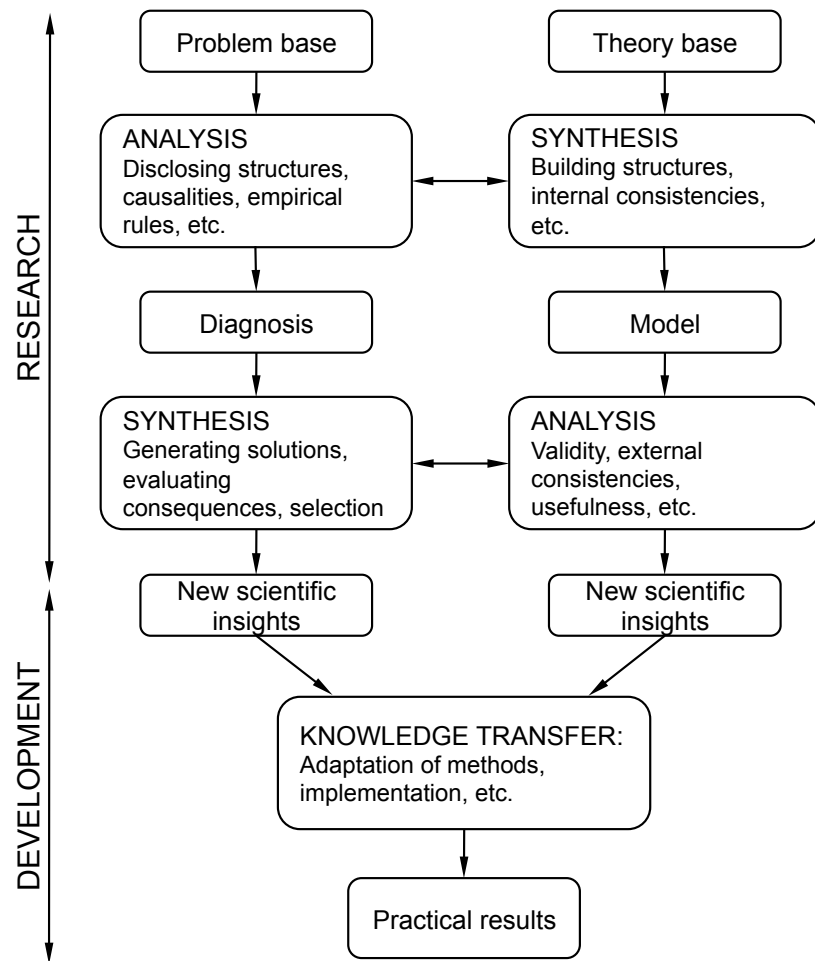 Problem base
Theory base
ANALYSIS
Disclosing structures,
causalities, empirical
rules, etc.
SYNTHESIS
Building structures,
internal consistencies,
etc.
RESEARCH
Diagnosis
Model
SYNTHESIS
Generating solutions,
evaluating
consequences, selection
ANALYSIS
Validity, external
consistencies,
usefulness, etc.
New scientific
insights
New scientific
insights
DEVELOPMENT
KNOWLEDGE TRANSFER:
Adaptation of methods,
implementation, etc.
Practical results